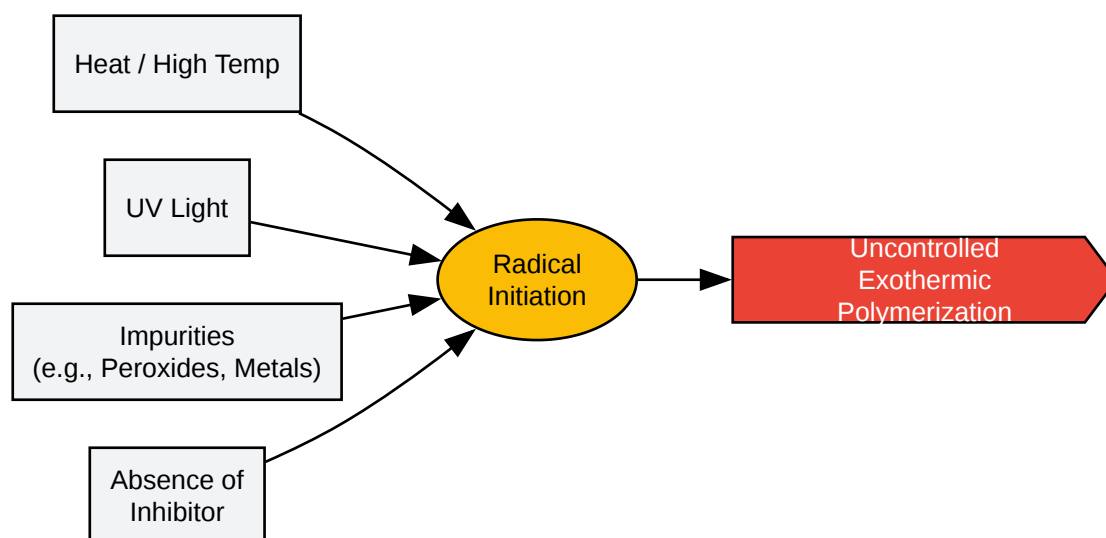 Heat / High Temp
UV Light
Impurities
(e.g., Peroxides, Metals)
Absence of
Inhibitor
Radical
Initiation
Uncontrolled
Exothermic
Polymerization